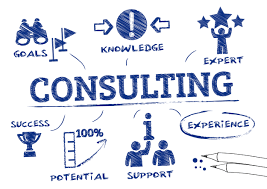 GOALS
KNOWLEDGE
EXPERT
CONSULTING
SUCCESS
100%
EXPERIENCE
POTENTIAL
SUPPORT